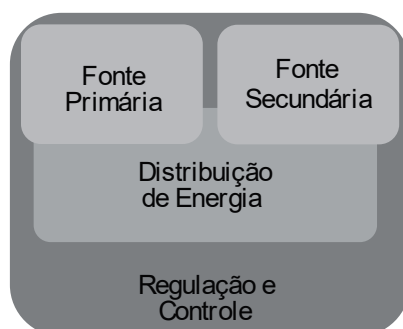 Fonte
Primária
Fonte
Secundária
Distribuição
de Energia
Regulação e
Controle